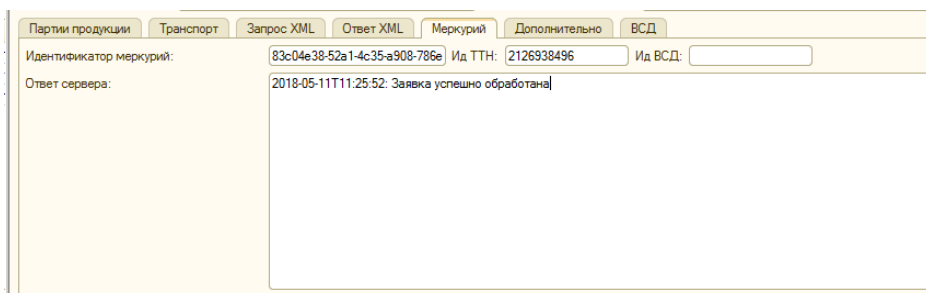 Партии продукции Транспорт Запрос XML Ответ XML Меркурий Дополнительно ВСД
Идентификатор меркурий: 83c04e38-52a1-4c35-a908-786e Ид ТТН: 2126938496 Ид ВСД:
Ответ сервера: 2018-05-11T11:25:52: Заявка успешно обработана